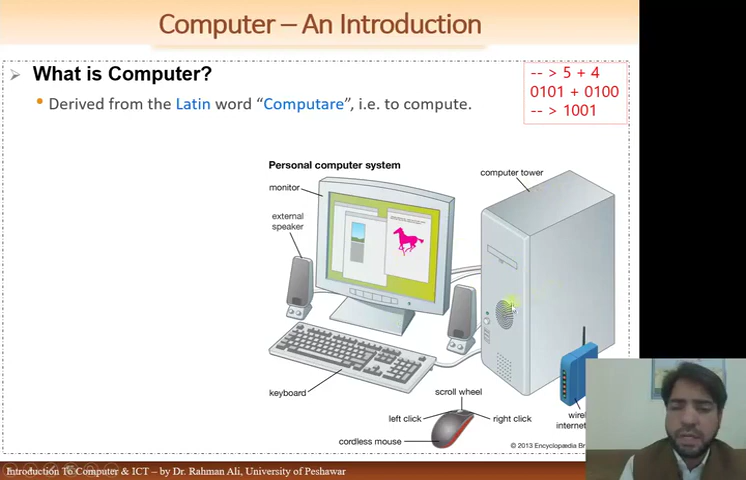 Computer – An Introduction
What is Computer?
Derived from the Latin word “Computare”, i.e. to compute.
-- > 5 + 4
0101 + 0100
-- > 1001
Personal computer system
monitor
computer tower
external
speaker
keyboard
scroll wheel
left click
right click
cordless mouse
internet
© 2013 Encyclopædia
Introduction To Computer & ICT – by Dr. Rahman Ali, University of Peshawar